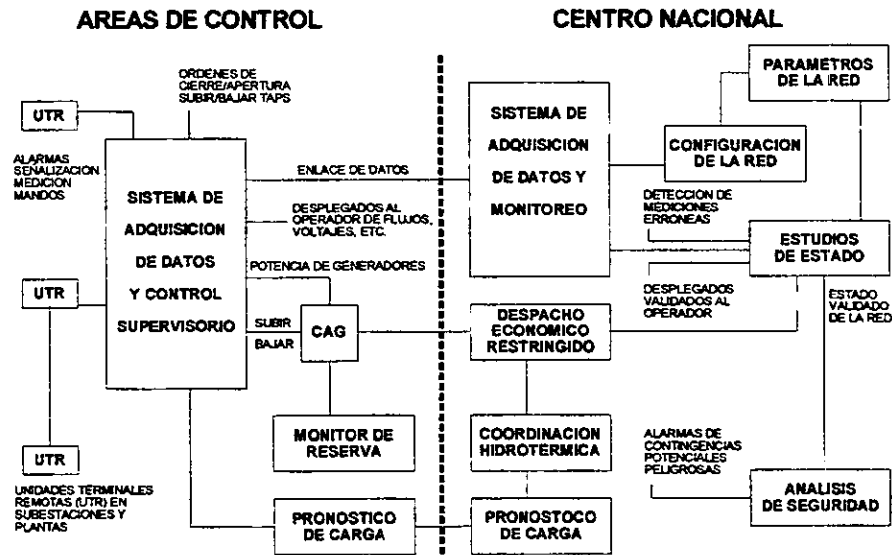 AREAS DE CONTROL
CENTRO NACIONAL
ORDENES DE
CIERRE/APERTURA
SUBIR/BAJAR TAPS
UTR
ALARMAS
SENALIZACION
MEDICION
MANDOS
SISTEMA DE
ADQUISICION
DE DATOS
Y CONTROL
SUPERVISORIO
UTR
UTR
UNIDADES TERMINALES
REMOTAS (UTR) EN
SUBESTACIONES Y
PLANTAS
ENLACE DE DATOS
DESPLEGADOS AL
OPERADOR DE FLUJOS,
VOLTAJES, ETC.
POTENCIA DE GENERADORES
SUBIR
BAJAR
CAG
MONITOR DE
RESERVA
PRONOSTICO
DE CARGA
SISTEMA DE
ADQUISICION
DE DATOS Y
MONITOREO
PARAMETROS
DE LA RED
CONFIGURACION
DE LA RED
DETECCION DE
MEDICIONES
ERRONEAS
ESTUDIOS
DE ESTADO
DESPLEGADOS
VALIDADOS AL
OPERADOR
ESTADO
VALIDADO
DE LA RED
DESPACHO
ECONOMICO
RESTRINGIDO
COORDINACION
HIDROTERMICA
ALARMAS DE
CONTINGENCIAS
POTENCIALES
PELIGROSAS
ANALISIS
DE SEGURIDAD
PRONOSTOCO
DE CARGA